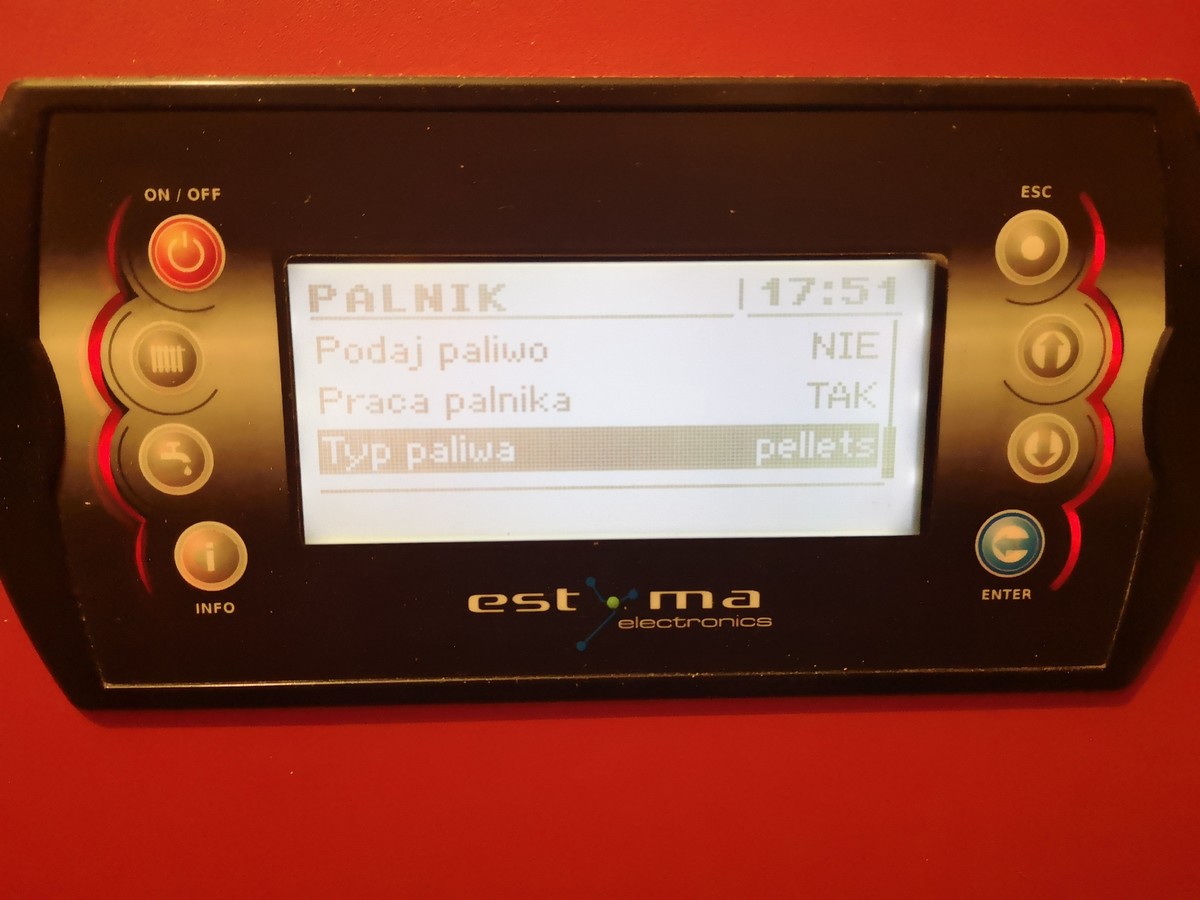 ON / OFF
ESC
PALNIK 17:51
Podaj paliwo NIE
Praca palnika TAK
Typ paliwa pellets
i
INFO
ENTER
estyma
electronics